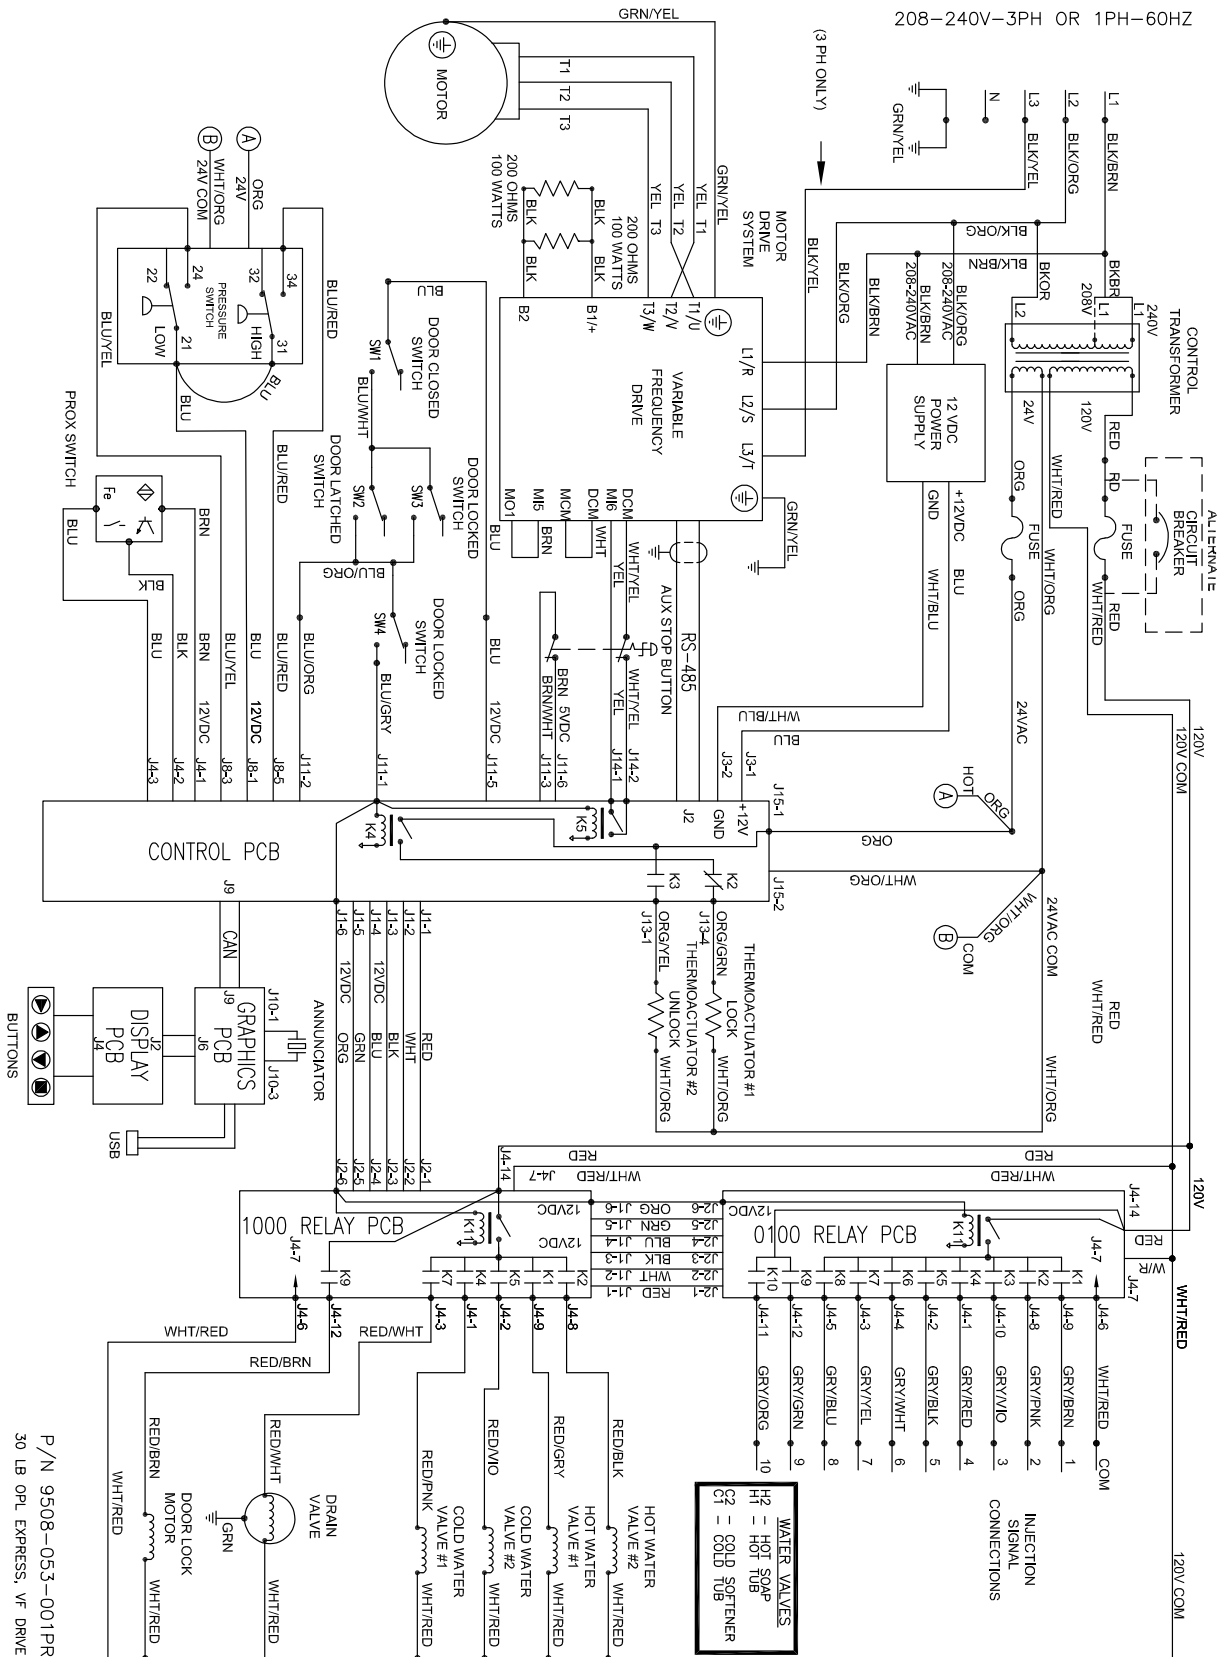 208-240V-3PH OR 1PH-60HZ
L1
BLK/BRN
L2
BLK/ORG
L3
BLK/YEL
N
GRN/YEL
(3 PH ONLY)
BLK/ORG
BLK/BRN
BLK/YEL
BLK/ORG
BLK/BRN
CONTROL
TRANSFORMER
240V
L1
L1
208V
L2
BKBR
BKOR
120V
24V
RED
RD
FUSE
RED
WHT/RED
ALTERNATE
CIRCUIT
BREAKER
WHT/RED
WHT/ORG
ORG
FUSE
ORG
24VAC
120V
120V COM
BLK/ORG
208-240VAC
BLK/BRN
208-240VAC
12 VDC
POWER
SUPPLY
+12VDC
GND
BLU
WHT/BLU
BLU
WHT/BLU
GRN/YEL
MOTOR
T1
T2
T3
GRN/YEL
YEL T1
YEL T2
YEL T3
MOTOR
DRIVE
SYSTEM
200 OHMS
100 WATTS
200 OHMS
100 WATTS
BLK
BLK
BLK
BLK
T1/U
T2/V
T3/W
B1/+
B2
L1/R
L2/S
L3/T
VARIABLE
FREQUENCY
DRIVE
DCM
MI6
DCM
MCM
MI5
MO1
GRN/YEL
WHT
BRN
WHT/YEL
YEL
RS-485
AUX STOP BUTTON
WHT/YEL
YEL
BRN 5VDC
BRN/WHT
A
ORG
24V
B
WHT/ORG
24V COM
34
32
31
HIGH
24
22
21
LOW
PRESSURE
SWITCH
BLU/RED
BLU/YEL
BLU
BLU
BLU/RED
PROX SWITCH
Fe
BRN
BLK
BLU
BLU
DOOR CLOSED
SWITCH
SW1
BLU/WHT
DOOR LOCKED
SWITCH
SW3
DOOR LATCHED
SWITCH
SW2
BLU/ORG
DOOR LOCKED
SWITCH
SW4
BLU
BLU
BLU/GRY
BLU/ORG
BLU/RED
BLU
BLU/YEL
BRN
BLK
BLU
12VDC
12VDC
12VDC
J15-1
J3-1
J3-2
J14-2
J14-1
J11-6
J11-3
J11-5
J11-1
J11-2
J8-5
J8-1
J8-3
J4-1
J4-2
J4-3
+12V
GND
J2
K5
K4
K3
K2
CONTROL PCB
J9
J15-2
J13-4
J13-1
J1-1
J1-2
J1-3
J1-4
J1-5
J1-6
HOT
A
ORG
ORG
WHT/ORG
WHT/ORG
B
COM
24VAC COM
RED
WHT/RED
WHT/ORG
THERMOACTUATOR #1
LOCK
ORG/GRN
WHT/ORG
THERMOACTUATOR #2
UNLOCK
ORG/YEL
WHT/ORG
CAN
J9
GRAPHICS
PCB
J6
J10-1
J10-3
ANNUNCIATOR
J2
DISPLAY
PCB
J4
BUTTONS
USB
RED
WHT
BLK
12VDC BLU
GRN
12VDC ORG
J2-1
J2-2
J2-3
J2-4
J2-5
J2-6
J4-14
RED
RED
J4-7
WHT/RED
WHT/RED
1000 RELAY PCB
K11
12VDC
12VDC
J1-6 ORG J2-6
J1-5 GRN J2-5
J1-4 BLU J2-4
J1-3 BLK J2-3
J1-2 WHT J2-2
J1-1 RED J2-1
12VDC
0100 RELAY PCB
K11
J4-14
120V
RED
W/R
J4-7
WHT/RED
J4-7
K9
K7
K4
K5
K1
K2
J4-6
J4-12
J4-3
J4-1
J4-2
J4-9
J4-8
J4-7
K1
K2
K3
K4
K5
K6
K7
K8
K9
K10
J4-6 WHT/RED COM
J4-9 GRY/BRN 1
J4-8 GRY/PNK 2
J4-10 GRY/VIO 3
J4-1 GRY/RED 4
J4-2 GRY/BLK 5
J4-4 GRY/WHT 6
J4-3 GRY/YEL 7
J4-5 GRY/BLU 8
J4-12 GRY/GRN 9
J4-11 GRY/ORG 10
INJECTION
SIGNAL
CONNECTIONS
120V COM
WATER VALVES
H2 - HOT SOAP
H1 - HOT TUB
C2 - COLD SOFTENER
C1 - COLD TUB
HOT WATER
VALVE #2
RED/BLK
WHT/RED
HOT WATER
VALVE #1
RED/GRY
WHT/RED
COLD WATER
VALVE #2
RED/VIO
WHT/RED
COLD WATER
VALVE #1
RED/PNK
WHT/RED
WHT/RED
RED/BRN
RED/WHT
DRAIN
VALVE
RED/WHT
GRN
WHT/RED
DOOR LOCK
MOTOR
RED/BRN
WHT/RED
WHT/RED
P/N 9508-053-001PR
30 LB OPL EXPRESS, VF DRIVE